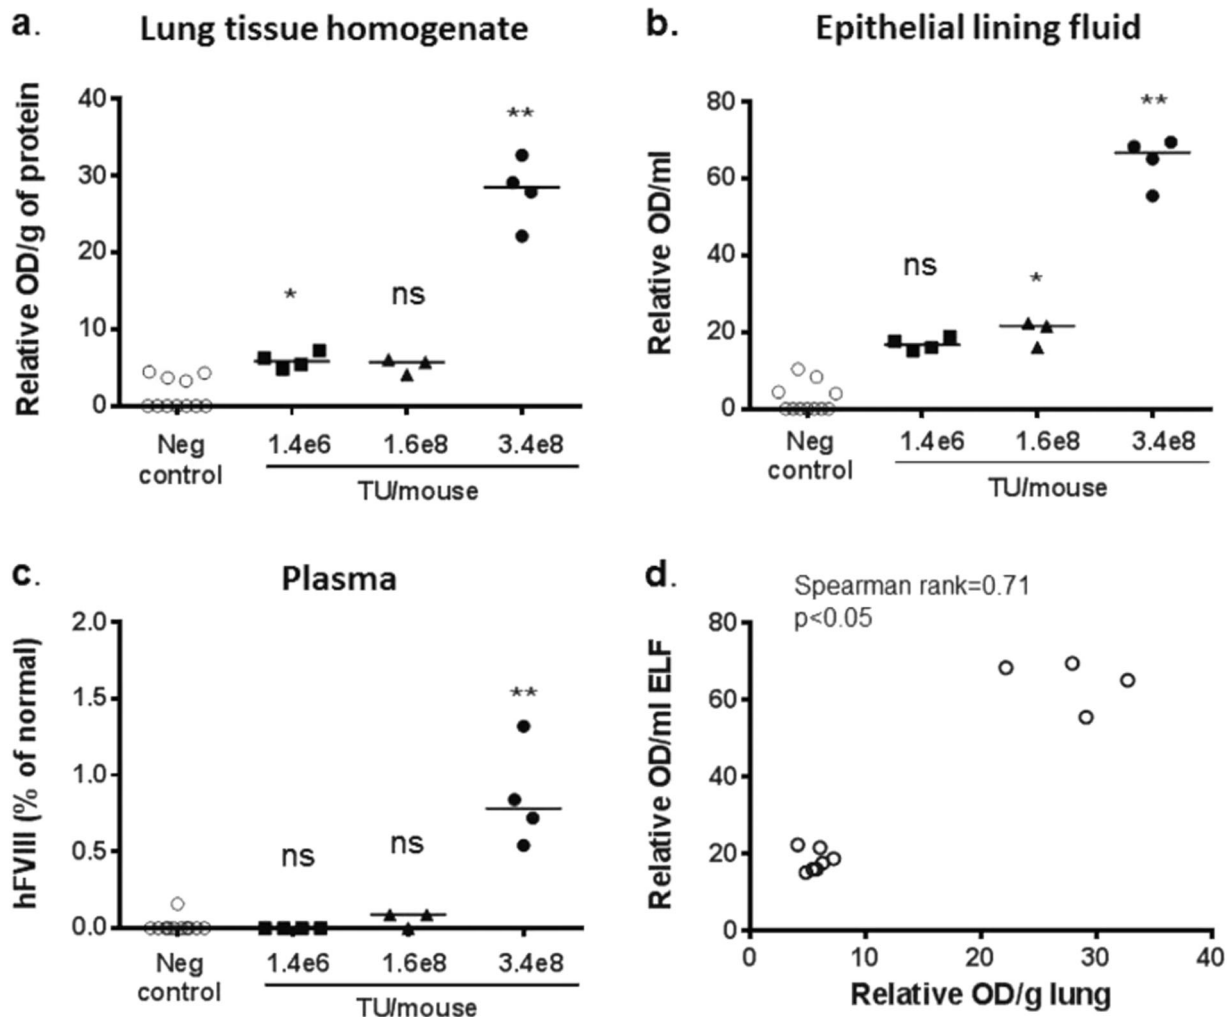 a.
Lung tissue homogenate
Relative OD/g of protein
40
30
20
10
0
*
ns
**
Neg control
1.4e6
1.6e8
3.4e8
TU/mouse
b.
Epithelial lining fluid
Relative OD/ml
80
60
40
20
0
ns
*
**
Neg control
1.4e6
1.6e8
3.4e8
TU/mouse
c.
Plasma
hFVIII (% of normal)
2.0
1.5
1.0
0.5
0.0
ns
ns
**
Neg control
1.4e6
1.6e8
3.4e8
TU/mouse
d.
Spearman rank=0.71
p<0.05
Relative OD/ml ELF
80
60
40
20
0
0
10
20
30
40
Relative OD/g lung